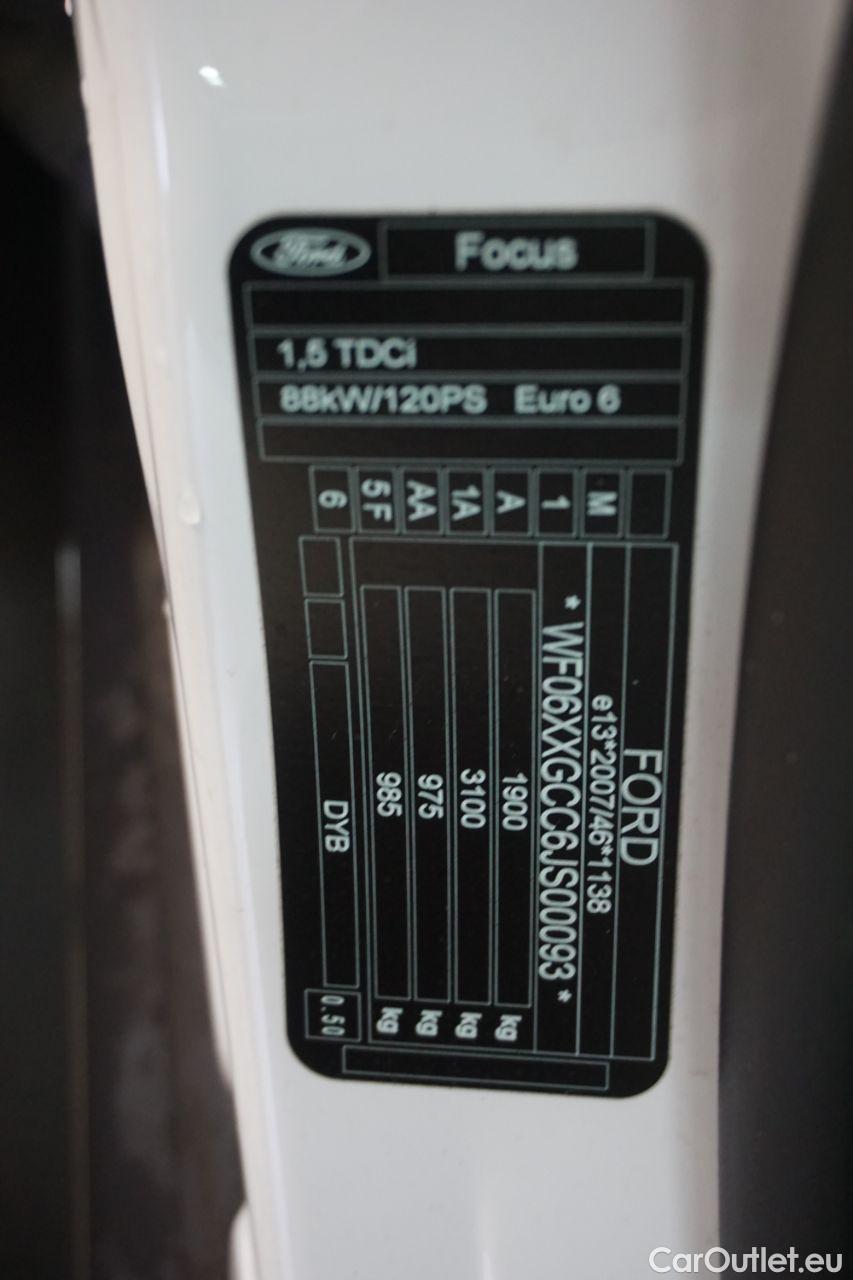 Ford
Focus
1,5 TDCi
88kW/120PS Euro 6
M
1
A
1A
AA
5 F
6
FORD
e13*2007/46*1138
* WF06XXGCC6JS00093 *
1900 kg
3100 kg
975 kg
985 kg
DYB 0.50
CarOutlet.eu